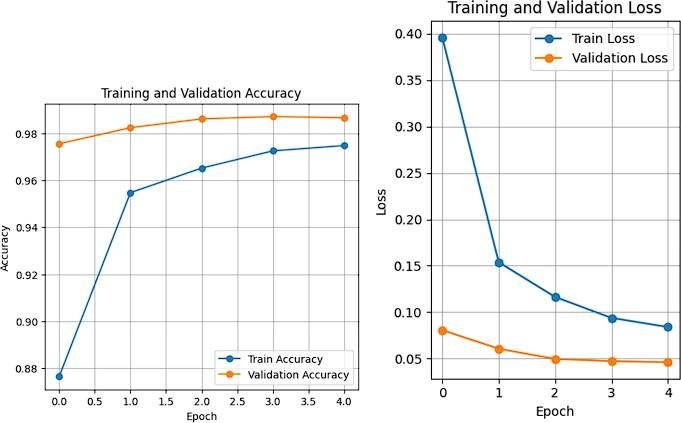 Training and Validation Accuracy
Accuracy
0.98
0.96
0.94
0.92
0.90
0.88
0.0 0.5 1.0 1.5 2.0 2.5 3.0 3.5 4.0
Epoch
Train Accuracy
Validation Accuracy
Training and Validation Loss
Loss
0.40
0.35
0.30
0.25
0.20
0.15
0.10
0.05
0 1 2 3 4
Epoch
Train Loss
Validation Loss